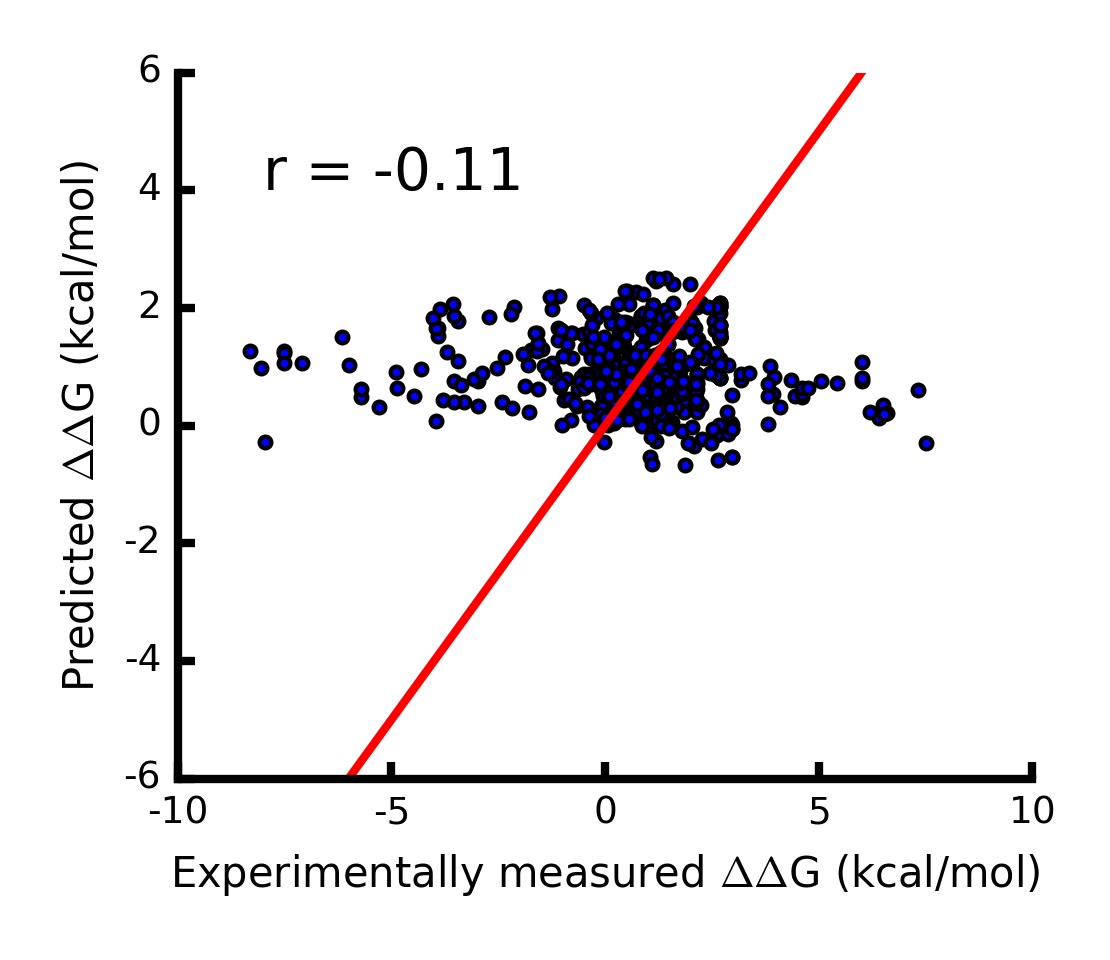 6
4
2
0
-2
-4
-6
r = -0.11
Predicted ΔΔG (kcal/mol)
-10 -5 0 5 10
Experimentally measured ΔΔG (kcal/mol)